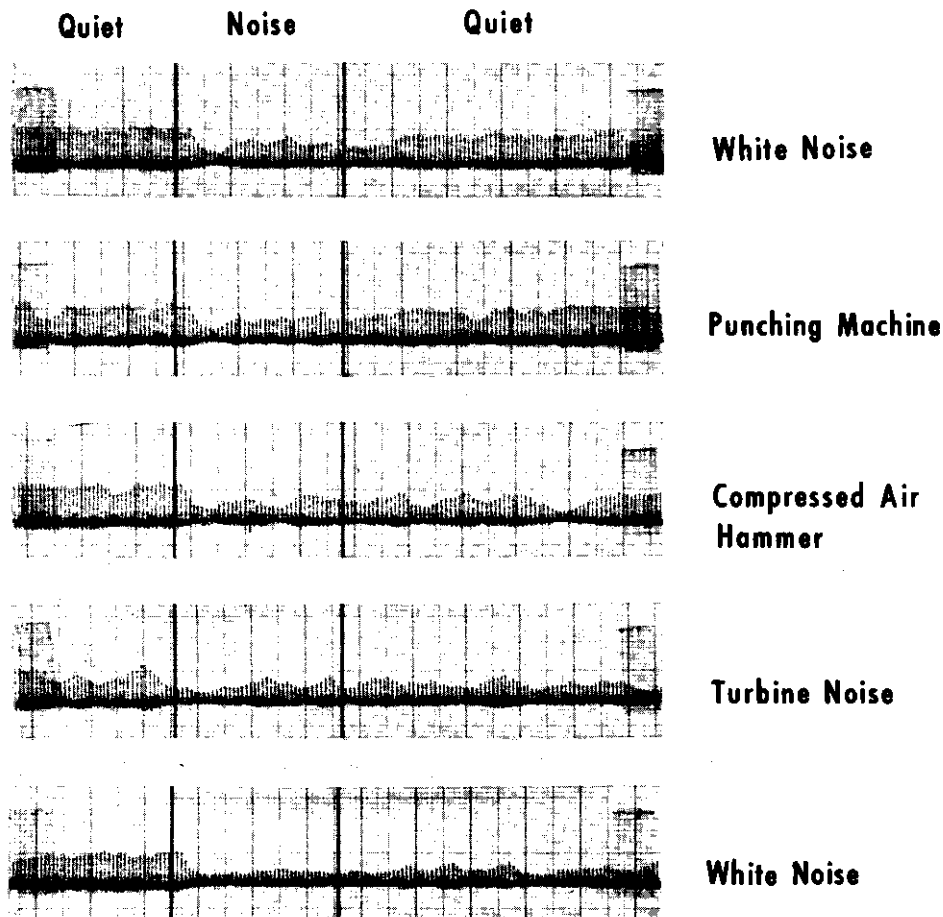 Quiet Noise Quiet
White Noise
Punching Machine
Compressed Air
Hammer
Turbine Noise
White Noise